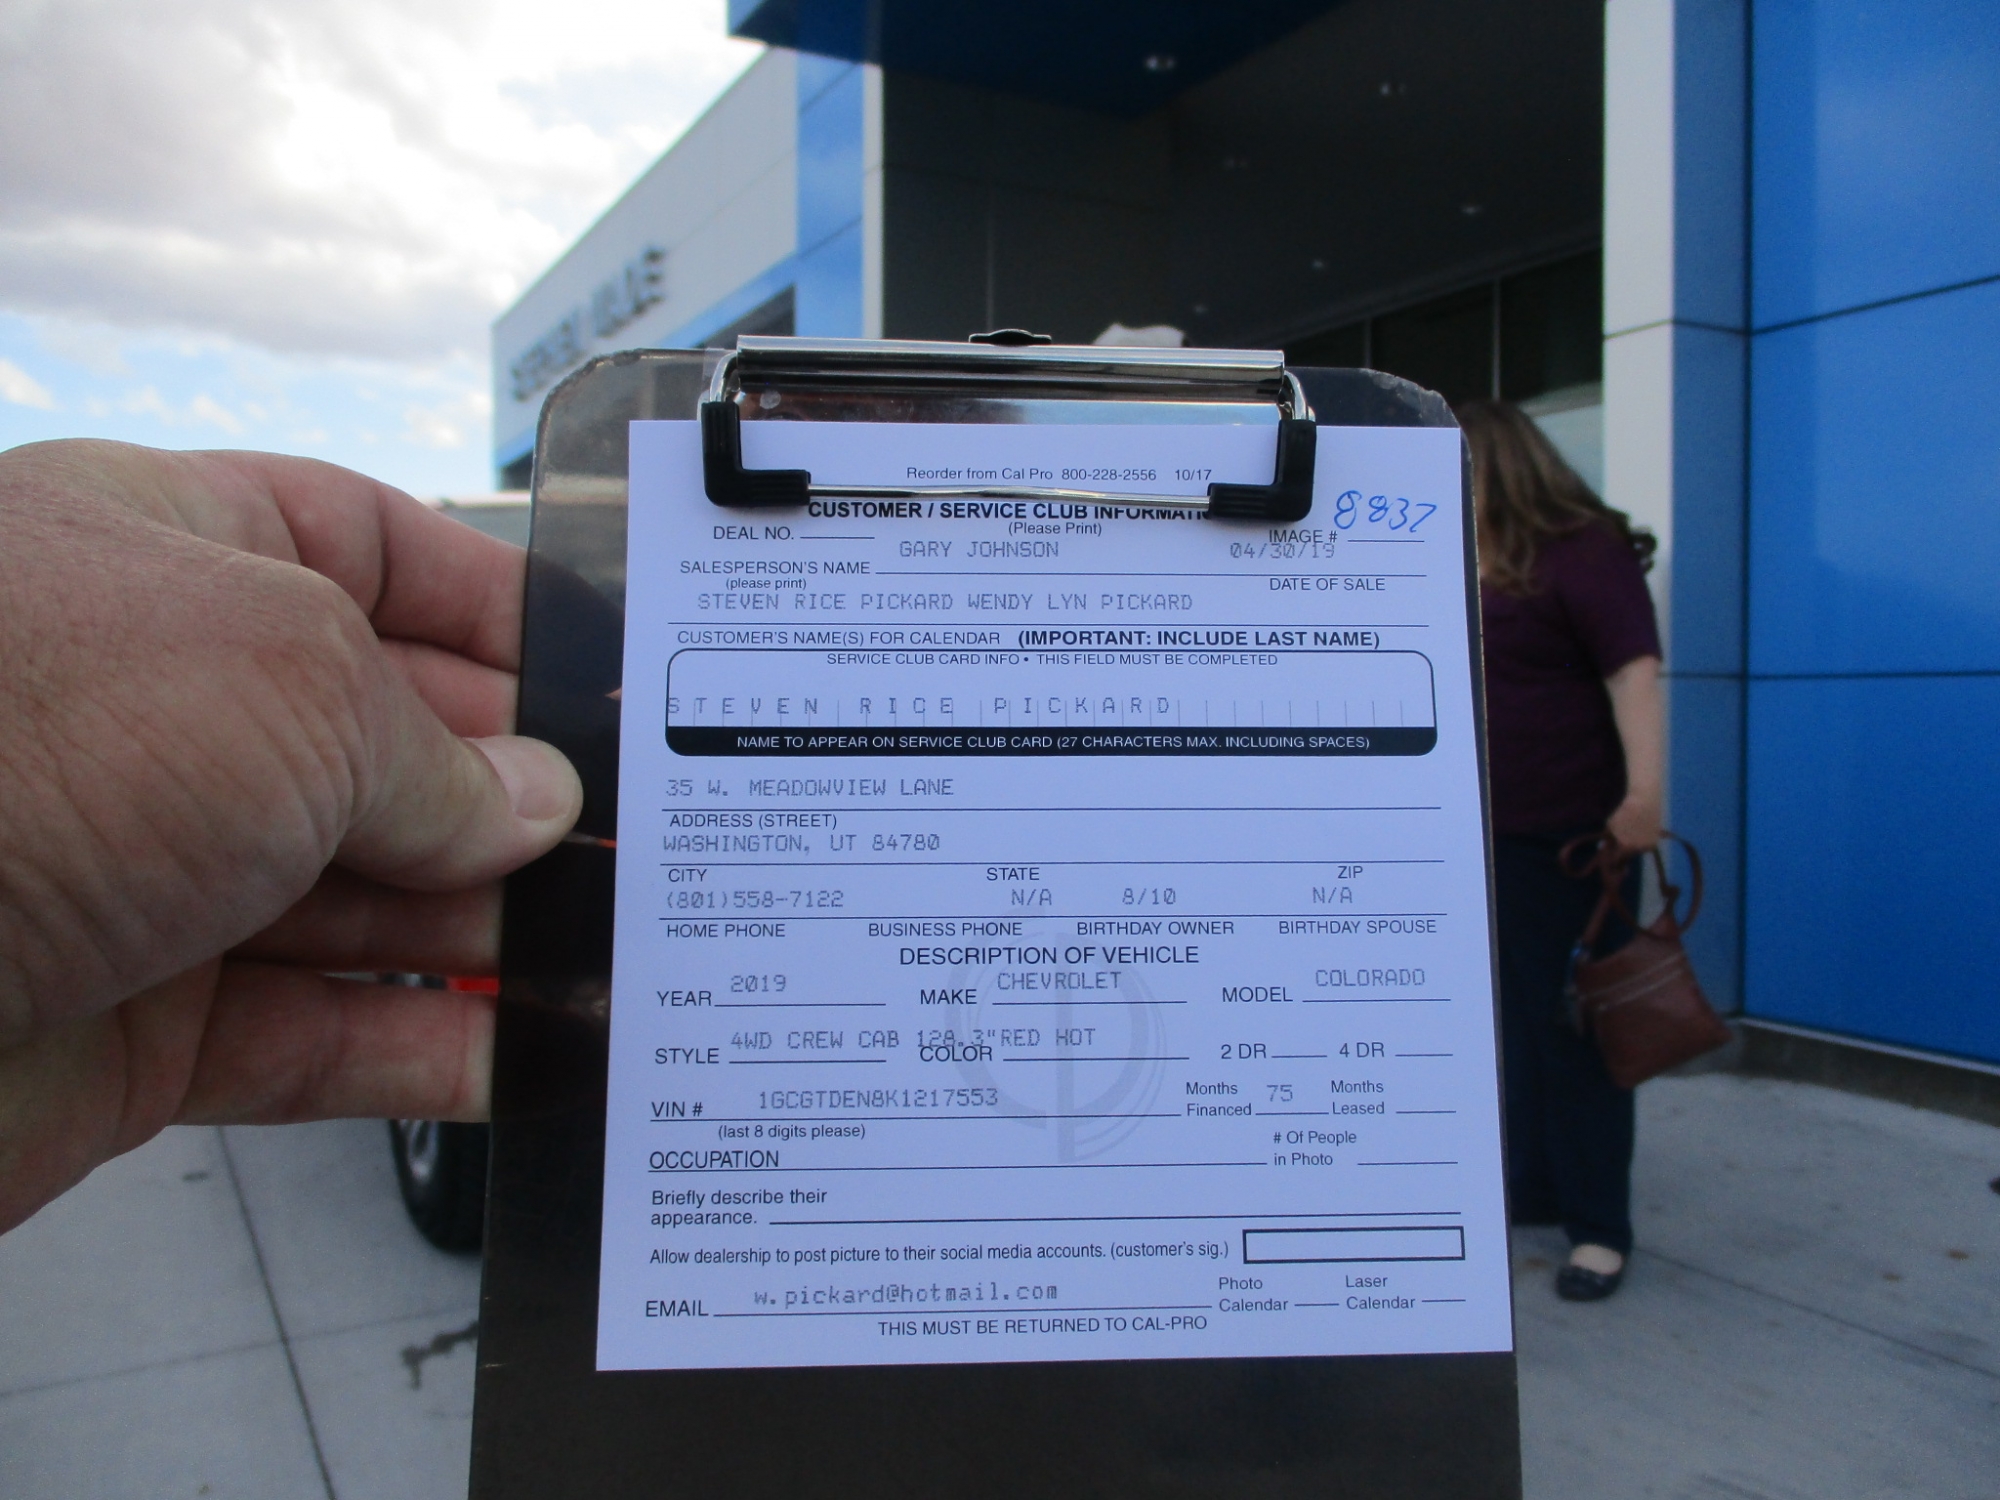 Reorder from Cal Pro 800-228-2556 10/17
CUSTOMER / SERVICE CLUB
(Please Print)
8837
DEAL NO.
IMAGE #
GARY JOHNSON 04/30/19
SALESPERSON'S NAME
(please print)
DATE OF SALE
STEVEN RICE PICKARD WENDY LYN PICKARD
CUSTOMER'S NAME(S) FOR CALENDAR (IMPORTANT: INCLUDE LAST NAME)
SERVICE CLUB CARD INFO • THIS FIELD MUST BE COMPLETED
STEVEN RICE PICKARD
NAME TO APPEAR ON SERVICE CLUB CARD (27 CHARACTERS MAX. INCLUDING SPACES)
35 W. MEADOWVIEW LANE
ADDRESS (STREET)
WASHINGTON, UT 84780
CITY STATE ZIP
(801)558-7122 N/A 8/10 N/A
HOME PHONE BUSINESS PHONE BIRTHDAY OWNER BIRTHDAY SPOUSE
DESCRIPTION OF VEHICLE
YEAR 2019 MAKE CHEVROLET MODEL COLORADO
STYLE 4WD CREW CAB 128.3" COLOR RED HOT 2 DR 4 DR
VIN # 1GCGTDEN8K1217553 Months Financed 75 Months Leased
(last 8 digits please)
OCCUPATION # Of People in Photo
Briefly describe their
appearance.
Allow dealership to post picture to their social media accounts. (customer's sig.)
EMAIL w.pickard@hotmail.com Photo Calendar Laser Calendar
THIS MUST BE RETURNED TO CAL-PRO